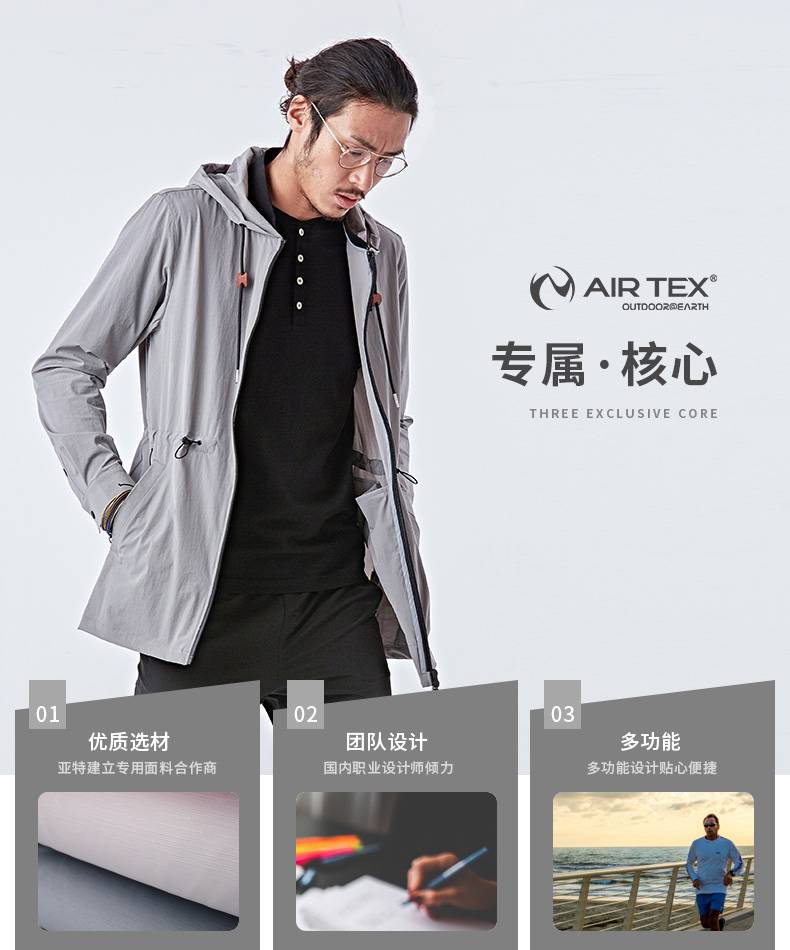 AIR TEX®
OUTDOOR@EARTH
专属·核心
THREE EXCLUSIVE CORE
01
优质选材
亚特建立专用面料合作商
02
团队设计
国内职业设计师倾力
03
多功能
多功能设计贴心便捷